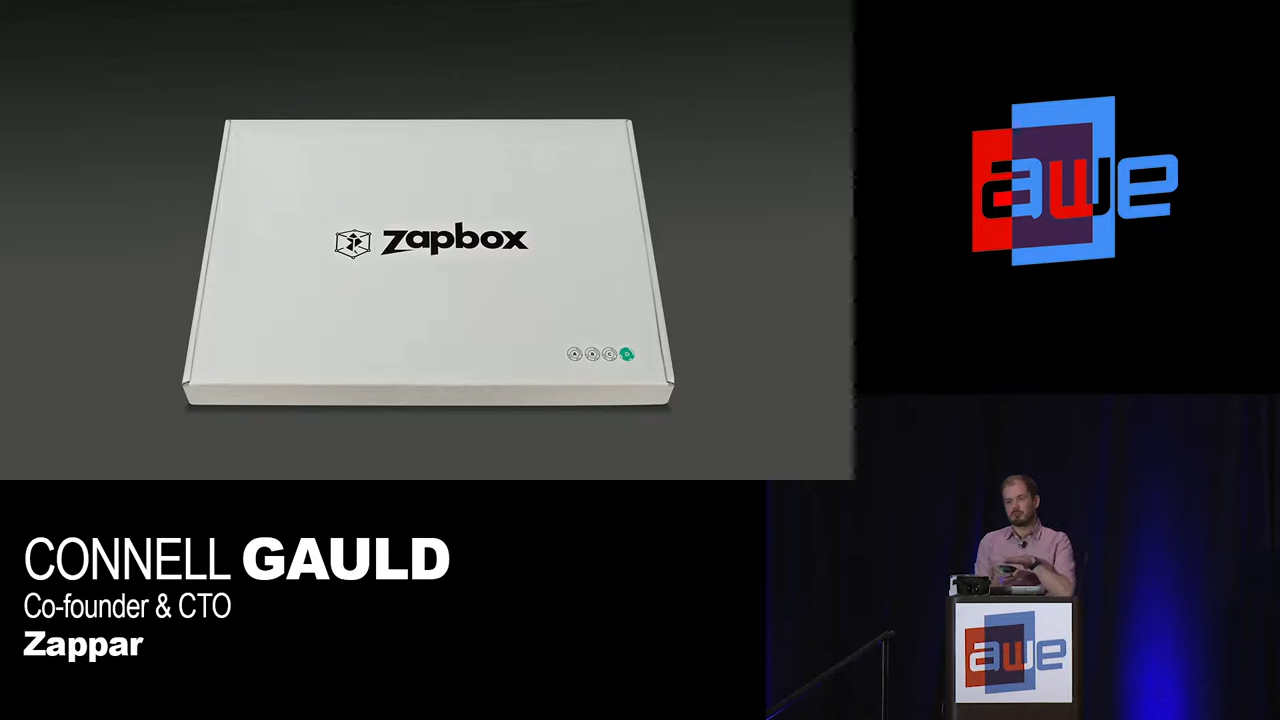 zapbox
A B C D
awe
CONNELL GAULD
Co-founder & CTO
Zappar
awe